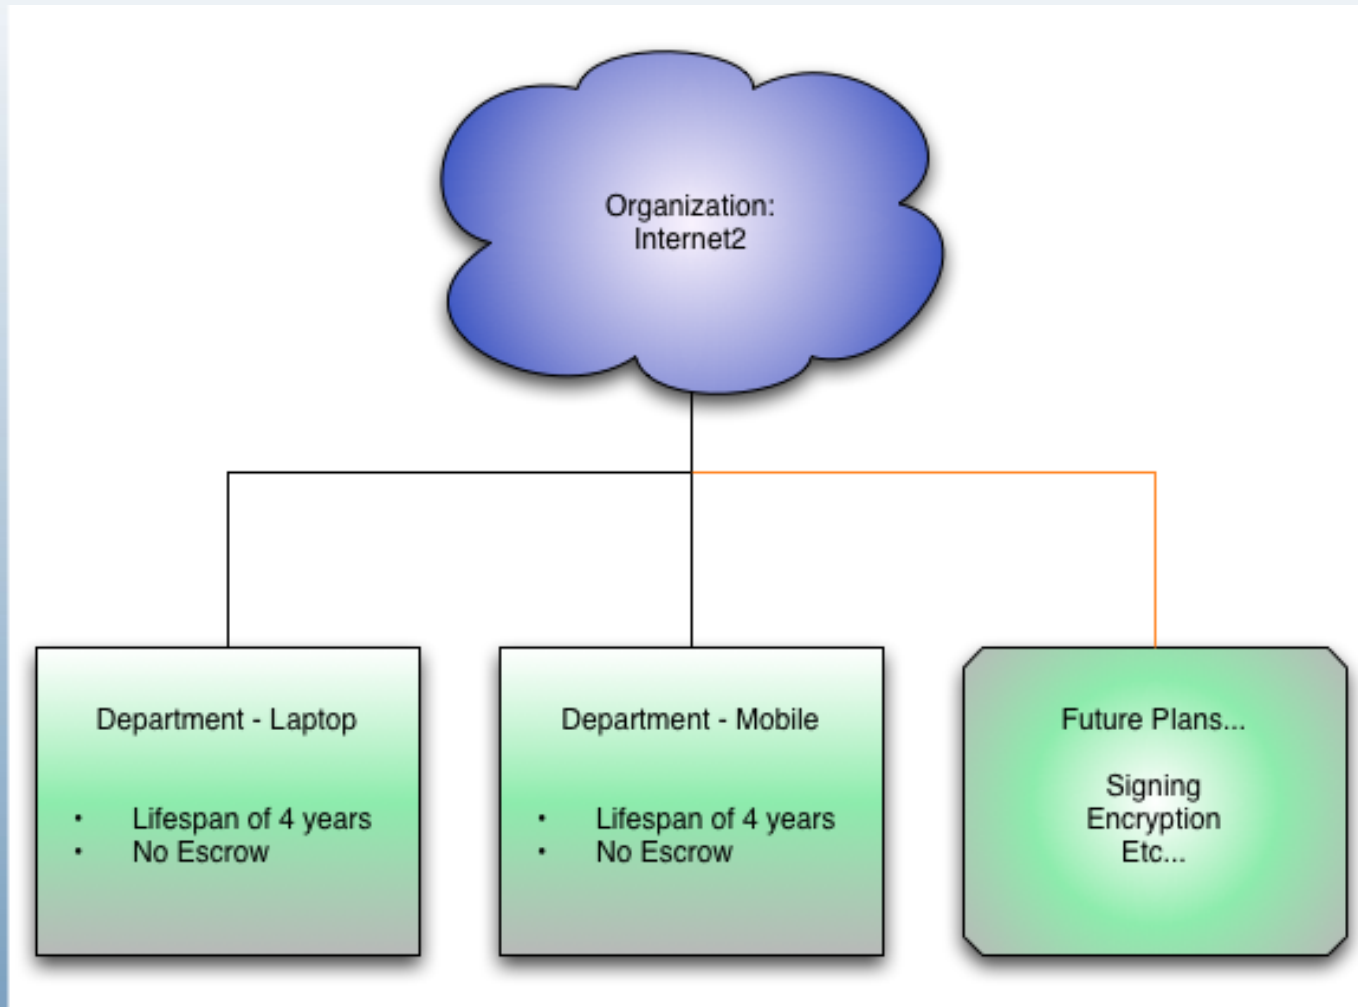 Organization:
Internet2
Department - Laptop
• Lifespan of 4 years
• No Escrow
Department - Mobile
• Lifespan of 4 years
• No Escrow
Future Plans...
Signing
Encryption
Etc...